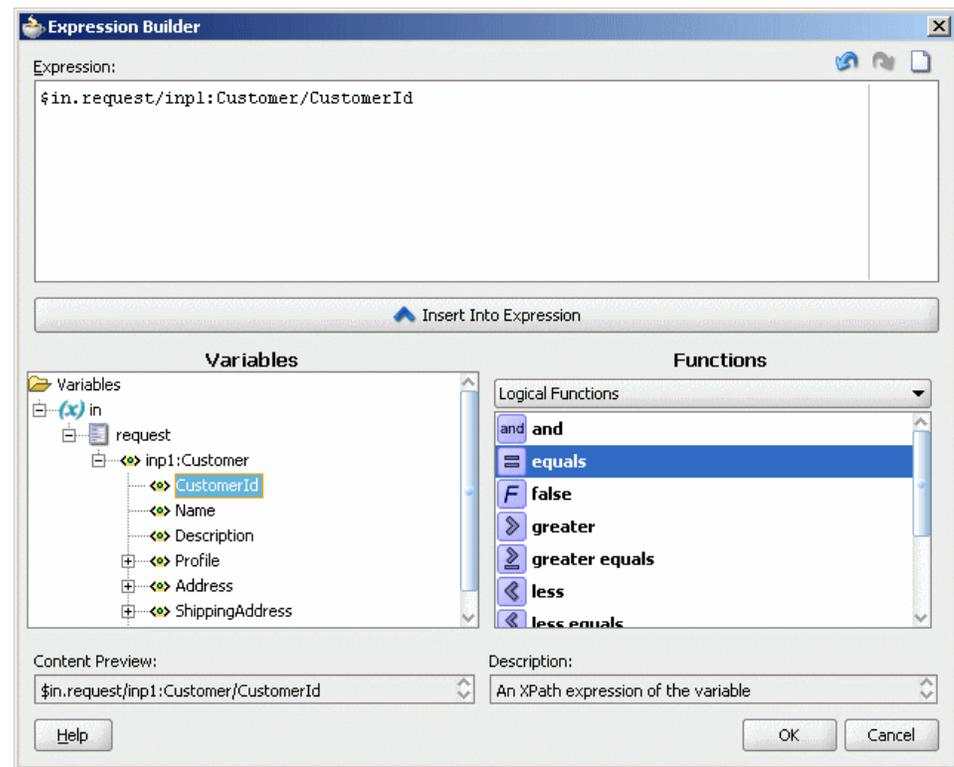 Expression Builder
Expression:
$in.request/inp1:Customer/CustomerId
Insert Into Expression
Variables
Variables
(x) in
request
inp1:Customer
CustomerId
Name
Description
Profile
Address
ShippingAddress
Functions
Logical Functions
and and
equals
F false
greater
greater equals
less
less equals
Content Preview:
$in.request/inp1:Customer/CustomerId
Description:
An XPath expression of the variable
Help
OK
Cancel